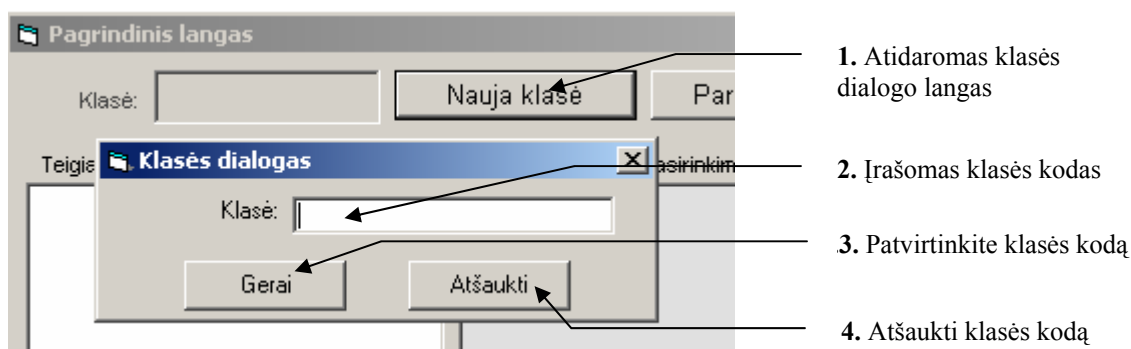 Pagrindinis langas
Klasė:
Nauja klasė
Par
1. Atidaromas klasės
dialogo langas
Teigia
Klasės dialogas
asirinkim
2. Įrašomas klasės kodas
Klasė:
.3. Patvirtinkite klasės kodą
Gerai
Atšaukti
4. Atšaukti klasės kodą